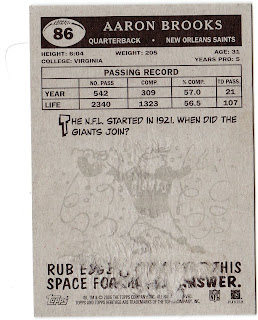 86
AARON BROOKS
QUARTERBACK • NEW ORLEANS SAINTS
HEIGHT: 6:04 WEIGHT: 205 AGE: 31
COLLEGE: VIRGINIA YEARS PRO: 5
PASSING RECORD
NO. PASS COMP. % COMP. TD PASS
YEAR 542 309 57.0 21
LIFE 2340 1323 56.5 107
THE N.F.L. STARTED IN 1921. WHEN DID THE
GIANTS JOIN?
RUB THIS
SPACE FOR ANSWER.
Topps